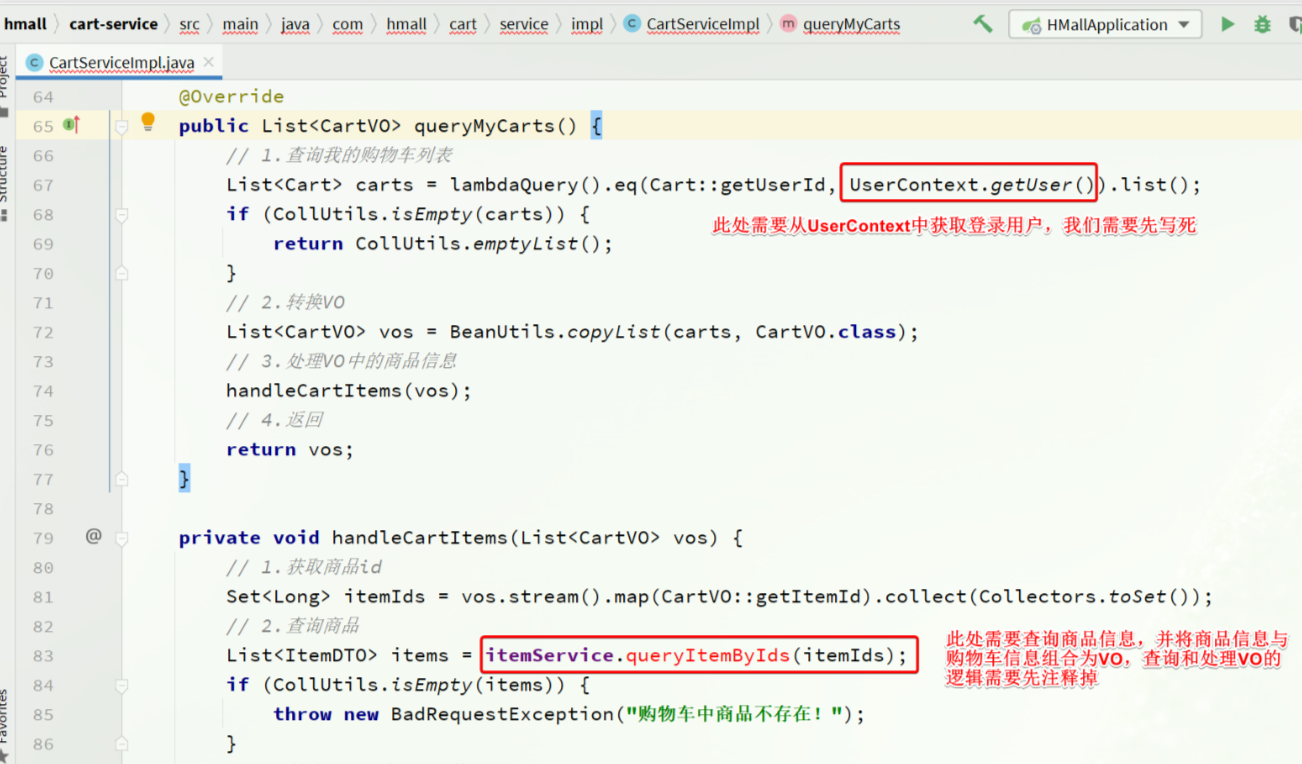 hmall cart-service src main java com hmall cart service impl CartServiceImpl queryMyCarts HMallApplication
Project
CartServiceImpl.java
64 @Override
65 public List<CartVO> queryMyCarts() {
66 // 1.查询我的购物车列表
67 List<Cart> carts = lambdaQuery().eq(Cart::getUserId, UserContext.getUser()).list();
68 if (CollUtils.isEmpty(carts)) {
此处需要从UserContext中获取登录用户，我们需要先写死
69 return CollUtils.emptyList();
70 }
71 // 2.转换VO
72 List<CartVO> vos = BeanUtils.copyList(carts, CartVO.class);
73 // 3.处理VO中的商品信息
74 handleCartItems(vos);
75 // 4.返回
76 return vos;
77 }
78
79 private void handleCartItems(List<CartVO> vos) {
80 // 1.获取商品id
81 Set<Long> itemIds = vos.stream().map(CartVO::getItemId).collect(Collectors.toSet());
82 // 2.查询商品
83 List<ItemDTO> items = itemService.queryItemByIds(itemIds);
此处需要查询商品信息，并将商品信息与
购物车信息组合为VO，查询和处理VO的
逻辑需要先注释掉
84 if (CollUtils.isEmpty(items)) {
85 throw new BadRequestException("购物车中商品不存在！");
86 }
Structure
Favorites